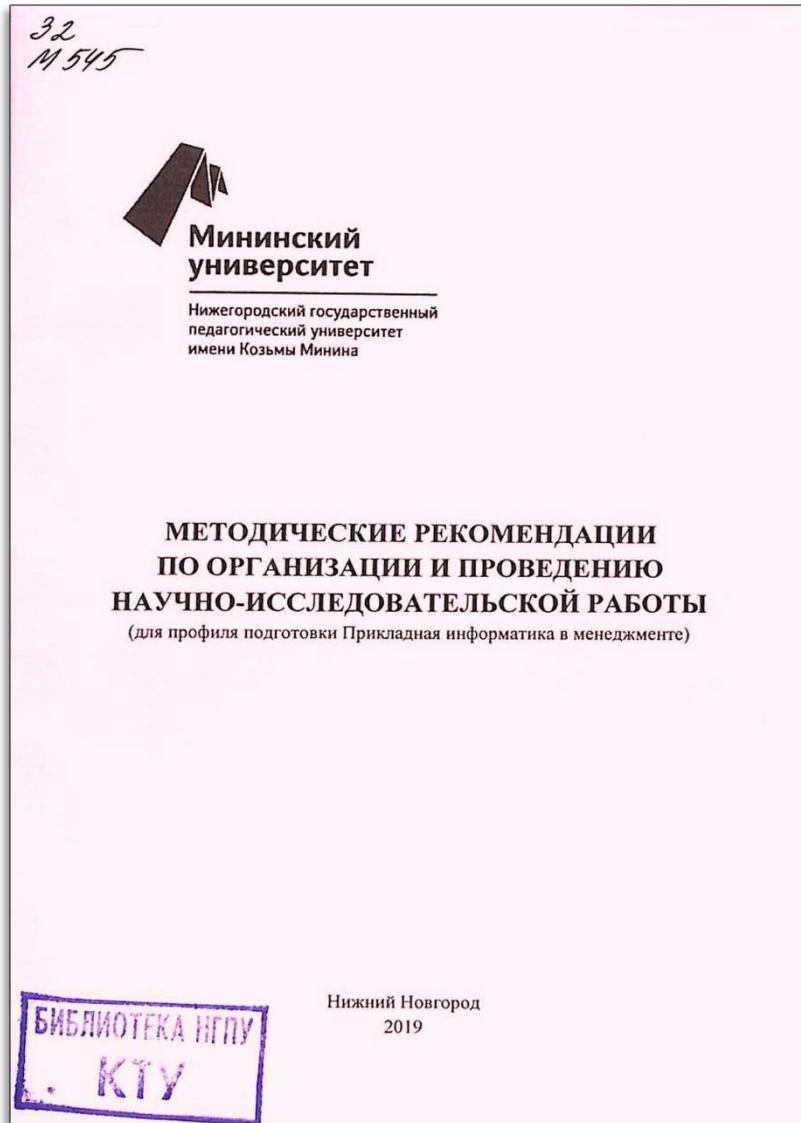 32
М 545
Мининский
университет
Нижегородский государственный
педагогический университет
имени Козьмы Минина
МЕТОДИЧЕСКИЕ РЕКОМЕНДАЦИИ
ПО ОРГАНИЗАЦИИ И ПРОВЕДЕНИЮ
НАУЧНО-ИССЛЕДОВАТЕЛЬСКОЙ РАБОТЫ
(для профиля подготовки Прикладная информатика в менеджменте)
Нижний Новгород
2019
БИБЛИОТЕКА НГПУ
КТУ